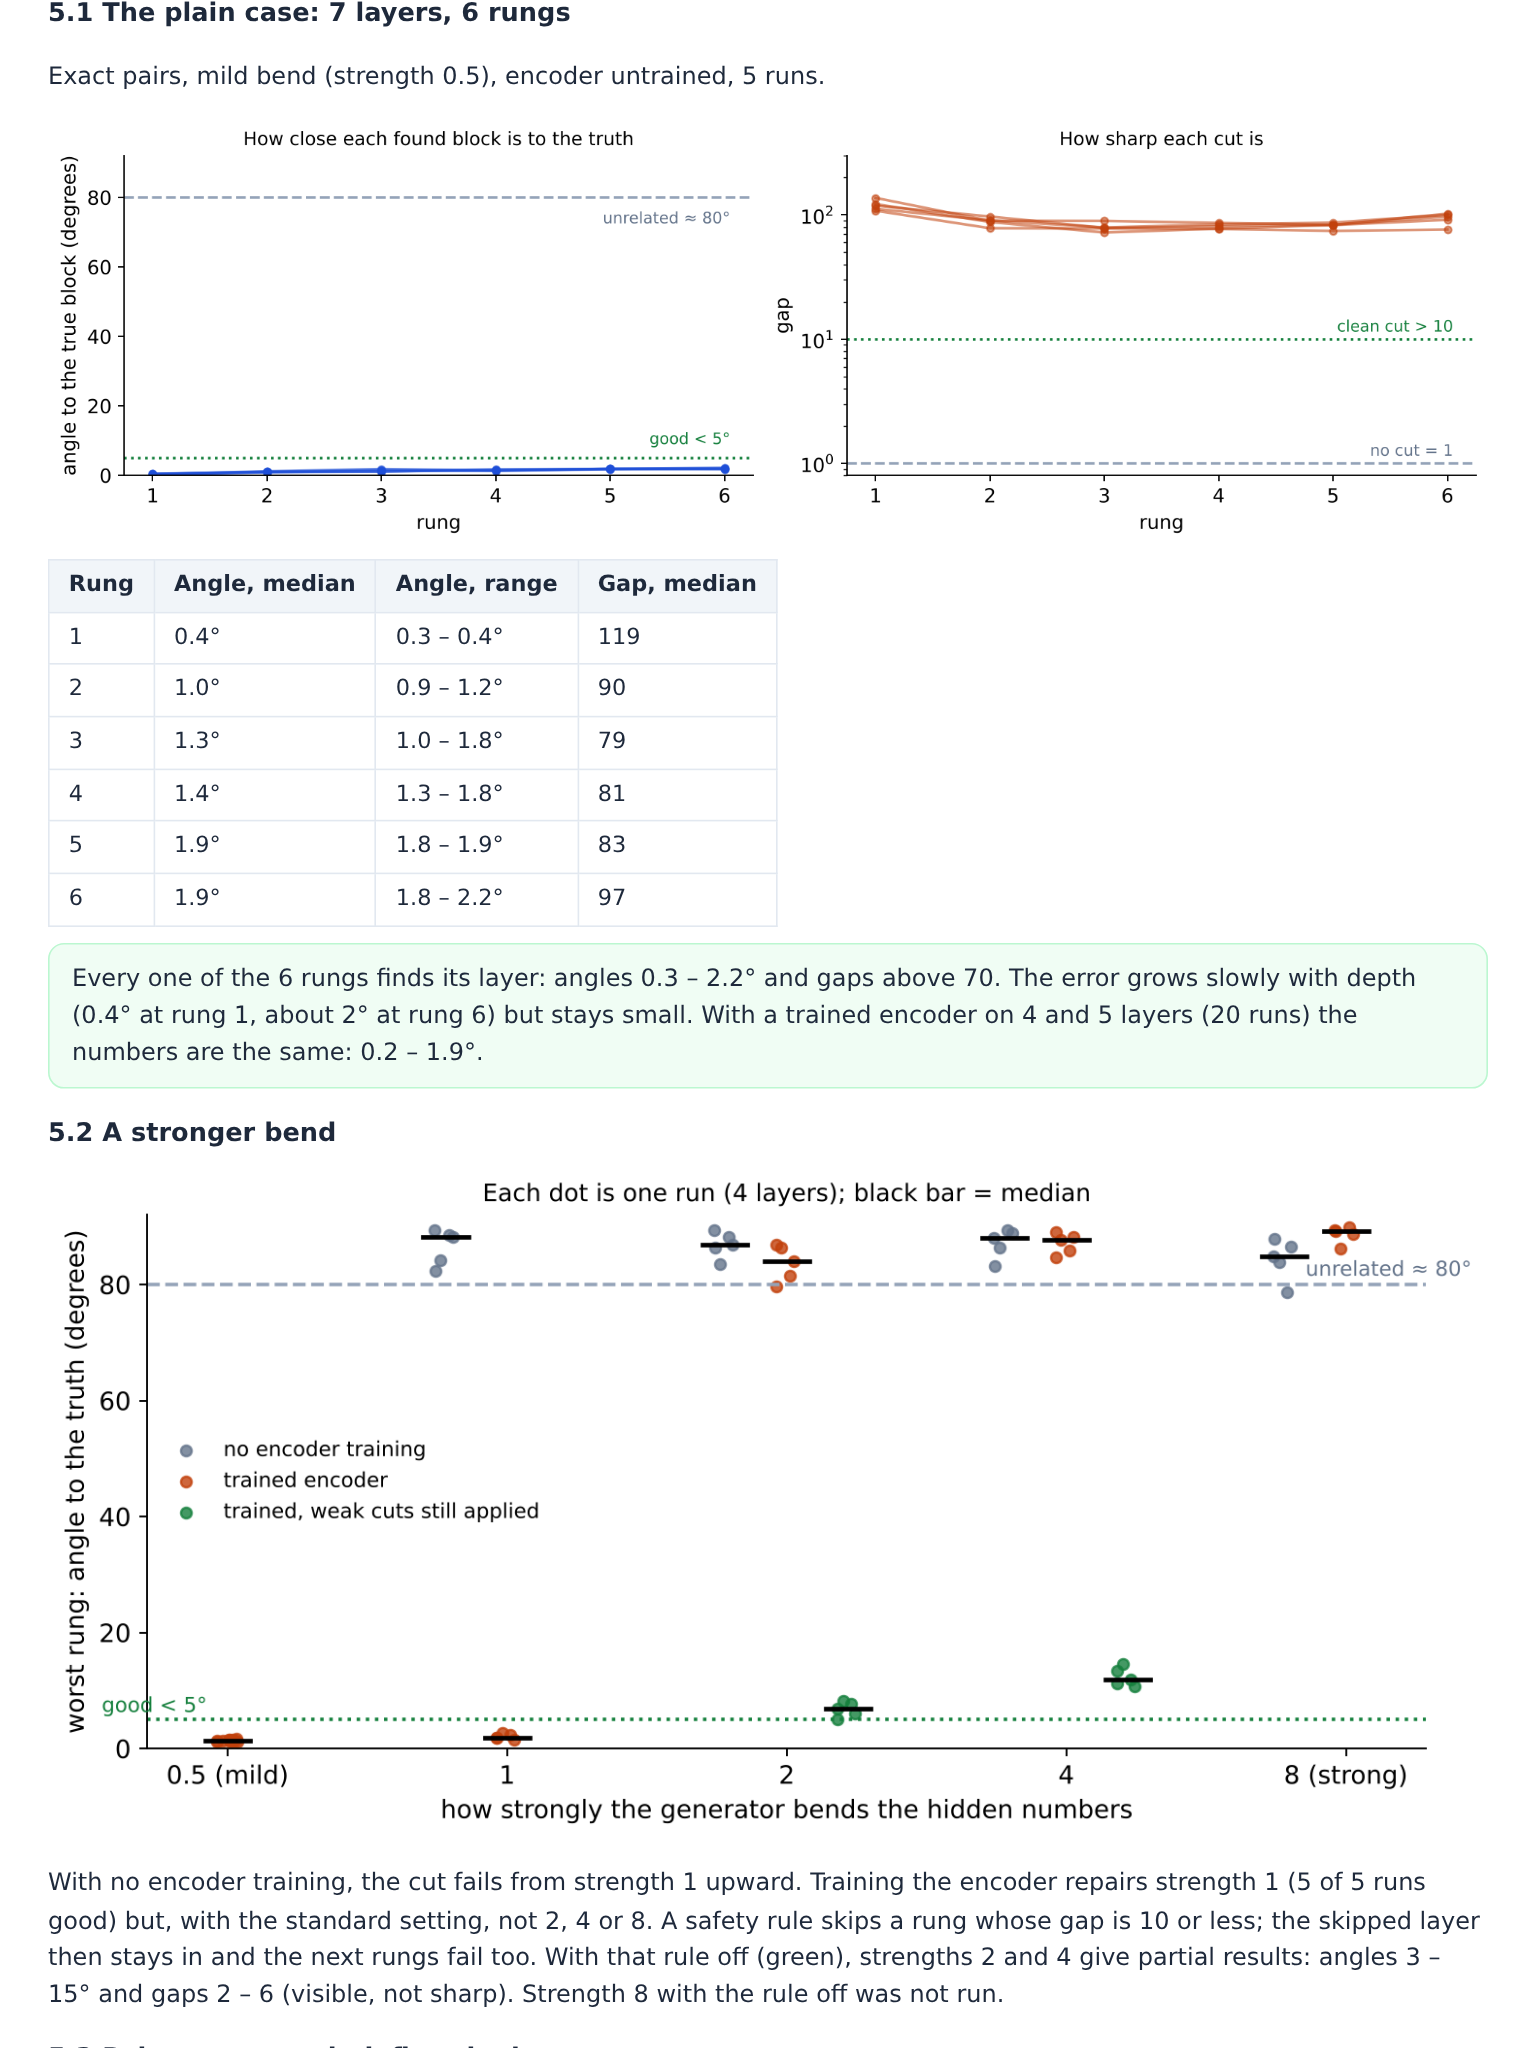 5.1 The plain case: 7 layers, 6 rungs
Exact pairs, mild bend (strength 0.5), encoder untrained, 5 runs.
How close each found block is to the truth
angle to the true block (degrees)
80
60
40
20
0
unrelated ≈ 80°
good < 5°
1 2 3 4 5 6
rung
How sharp each cut is
gap
10²
10¹
10⁰
clean cut > 10
no cut = 1
1 2 3 4 5 6
rung
Rung Angle, median Angle, range Gap, median
1 0.4° 0.3 – 0.4° 119
2 1.0° 0.9 – 1.2° 90
3 1.3° 1.0 – 1.8° 79
4 1.4° 1.3 – 1.8° 81
5 1.9° 1.8 – 1.9° 83
6 1.9° 1.8 – 2.2° 97
Every one of the 6 rungs finds its layer: angles 0.3 – 2.2° and gaps above 70. The error grows slowly with depth
(0.4° at rung 1, about 2° at rung 6) but stays small. With a trained encoder on 4 and 5 layers (20 runs) the
numbers are the same: 0.2 – 1.9°.
5.2 A stronger bend
Each dot is one run (4 layers); black bar = median
worst rung: angle to the truth (degrees)
80
60
40
20
0
unrelated ≈ 80°
no encoder training
trained encoder
trained, weak cuts still applied
good < 5°
0.5 (mild) 1 2 4 8 (strong)
how strongly the generator bends the hidden numbers
With no encoder training, the cut fails from strength 1 upward. Training the encoder repairs strength 1 (5 of 5 runs
good) but, with the standard setting, not 2, 4 or 8. A safety rule skips a rung whose gap is 10 or less; the skipped layer
then stays in and the next rungs fail too. With that rule off (green), strengths 2 and 4 give partial results: angles 3 –
15° and gaps 2 – 6 (visible, not sharp). Strength 8 with the rule off was not run.